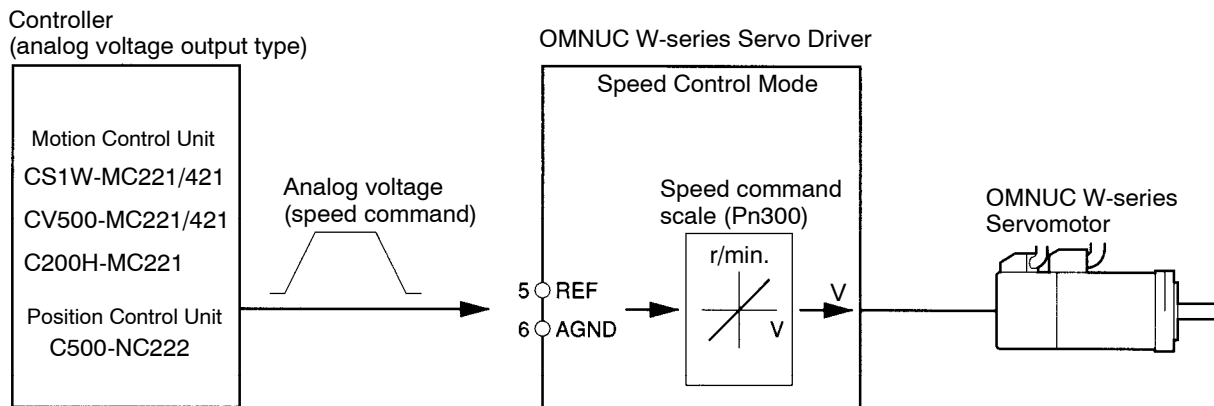 Controller
(analog voltage output type)
Motion Control Unit
CS1W-MC221/421
CV500-MC221/421
C200H-MC221
Position Control Unit
C500-NC222
Analog voltage
(speed command)
OMNUC W-series Servo Driver
Speed Control Mode
Speed command
scale (Pn300)
r/min.
V
5 REF
6 AGND
V
OMNUC W-series
Servomotor